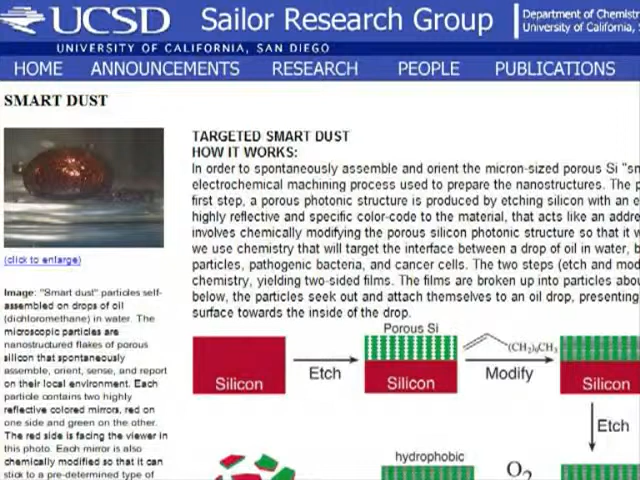 UCSD
Sailor Research Group
Department of Chemist
University of California,
UNIVERSITY OF CALIFORNIA, SAN DIEGO
HOME ANNOUNCEMENTS RESEARCH PEOPLE PUBLICATIONS
SMART DUST
(click to enlarge)
Image: "Smart dust" particles self-
assembled on drops of oil
(dichloromethane) in water. The
microscopic particles are
nanostructured flakes of porous
silicon that spontaneously
assemble, orient, sense, and report
on their local environment. Each
particle contains two highly
reflective colored mirrors, red on
one side and green on the other.
The red side is facing the viewer in
this photo. Each mirror is also
chemically modified so that it can
stick to a pre-determined type of
TARGETED SMART DUST
HOW IT WORKS:
In order to spontaneously assemble and orient the micron-sized porous Si "sm
electrochemical machining process used to prepare the nanostructures. The p
first step, a porous photonic structure is produced by etching silicon with an e
highly reflective and specific color-code to the material, that acts like an addre
involves chemically modifying the porous silicon photonic structure so that it w
we use chemistry that will target the interface between a drop of oil in water, b
particles, pathogenic bacteria, and cancer cells. The two steps (etch and mod
chemistry, yielding two-sided films. The films are broken up into particles abou
below, the particles seek out and attach themselves to an oil drop, presenting
surface towards the inside of the drop.
Porous Si
Silicon
Etch
Silicon
Modify
Silicon
Etch
hydrophobic
O2